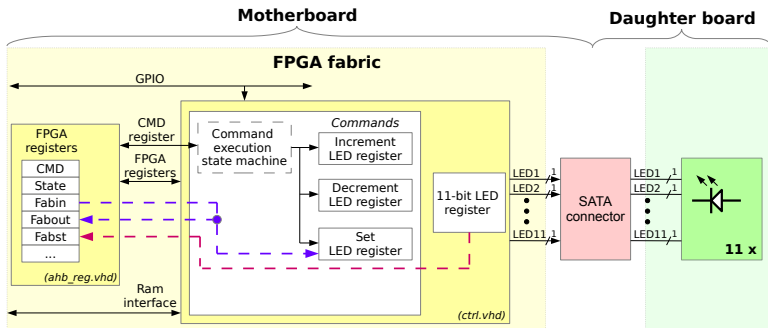 Motherboard
Daughter board
FPGA fabric
GPIO
CMD
register
FPGA
registers
FPGA
registers
CMD
State
Fabin
Fabout
Fabst
...
(ahb_reg.vhd)
Ram
interface
Command
execution
state machine
Commands
Increment
LED register
Decrement
LED register
Set
LED register
11-bit LED
register
(ctrl.vhd)
LED1 1
LED2 1
LED11 1
SATA
connector
LED1 1
LED2 1
LED11 1
11 x